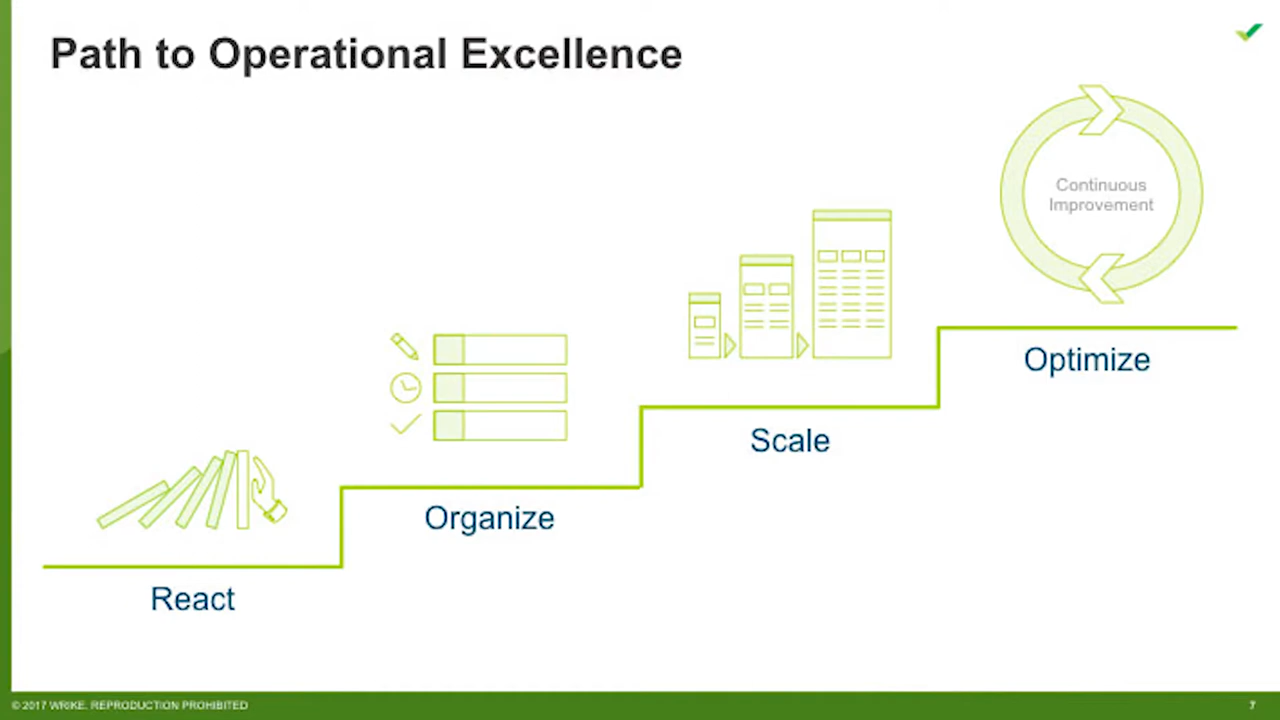 Path to Operational Excellence
Continuous
Improvement
Optimize
Scale
Organize
React
© 2017 WRIKE. REPRODUCTION PROHIBITED
7